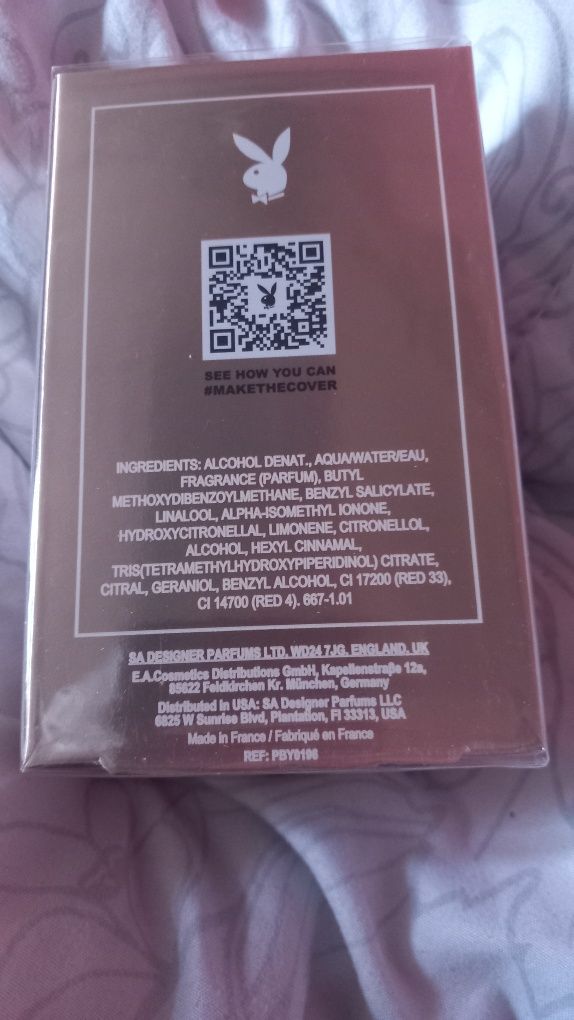 SEE HOW YOU CAN
#MAKETHECOVER
INGREDIENTS: ALCOHOL DENAT., AQUA/WATER/EAU,
FRAGRANCE (PARFUM), BUTYL
METHOXYDIBENZOYLMETHANE, BENZYL SALICYLATE,
LINALOOL, ALPHA-ISOMETHYL IONONE,
HYDROXYCITRONELLAL, LIMONENE, CITRONELLOL,
ALCOHOL, HEXYL CINNAMAL,
TRIS(TETRAMETHYLHYDROXYPIPERIDINOL) CITRATE,
CITRAL, GERANIOL, BENZYL ALCOHOL, CI 17200 (RED 33),
CI 14700 (RED 4). 667-1.01
SA DESIGNER PARFUMS LTD, WD24 7JG, ENGLAND, UK
E.A.Cosmetics Distributions GmbH, Kapellenstraße 12a,
85622 Feldkirchen Kr. München, Germany
Distributed in USA: SA Designer Parfums LLC
6825 W Sunrise Blvd, Plantation, Fl 33313, USA
Made in France / Fabriqué en France
REF: PBY0196